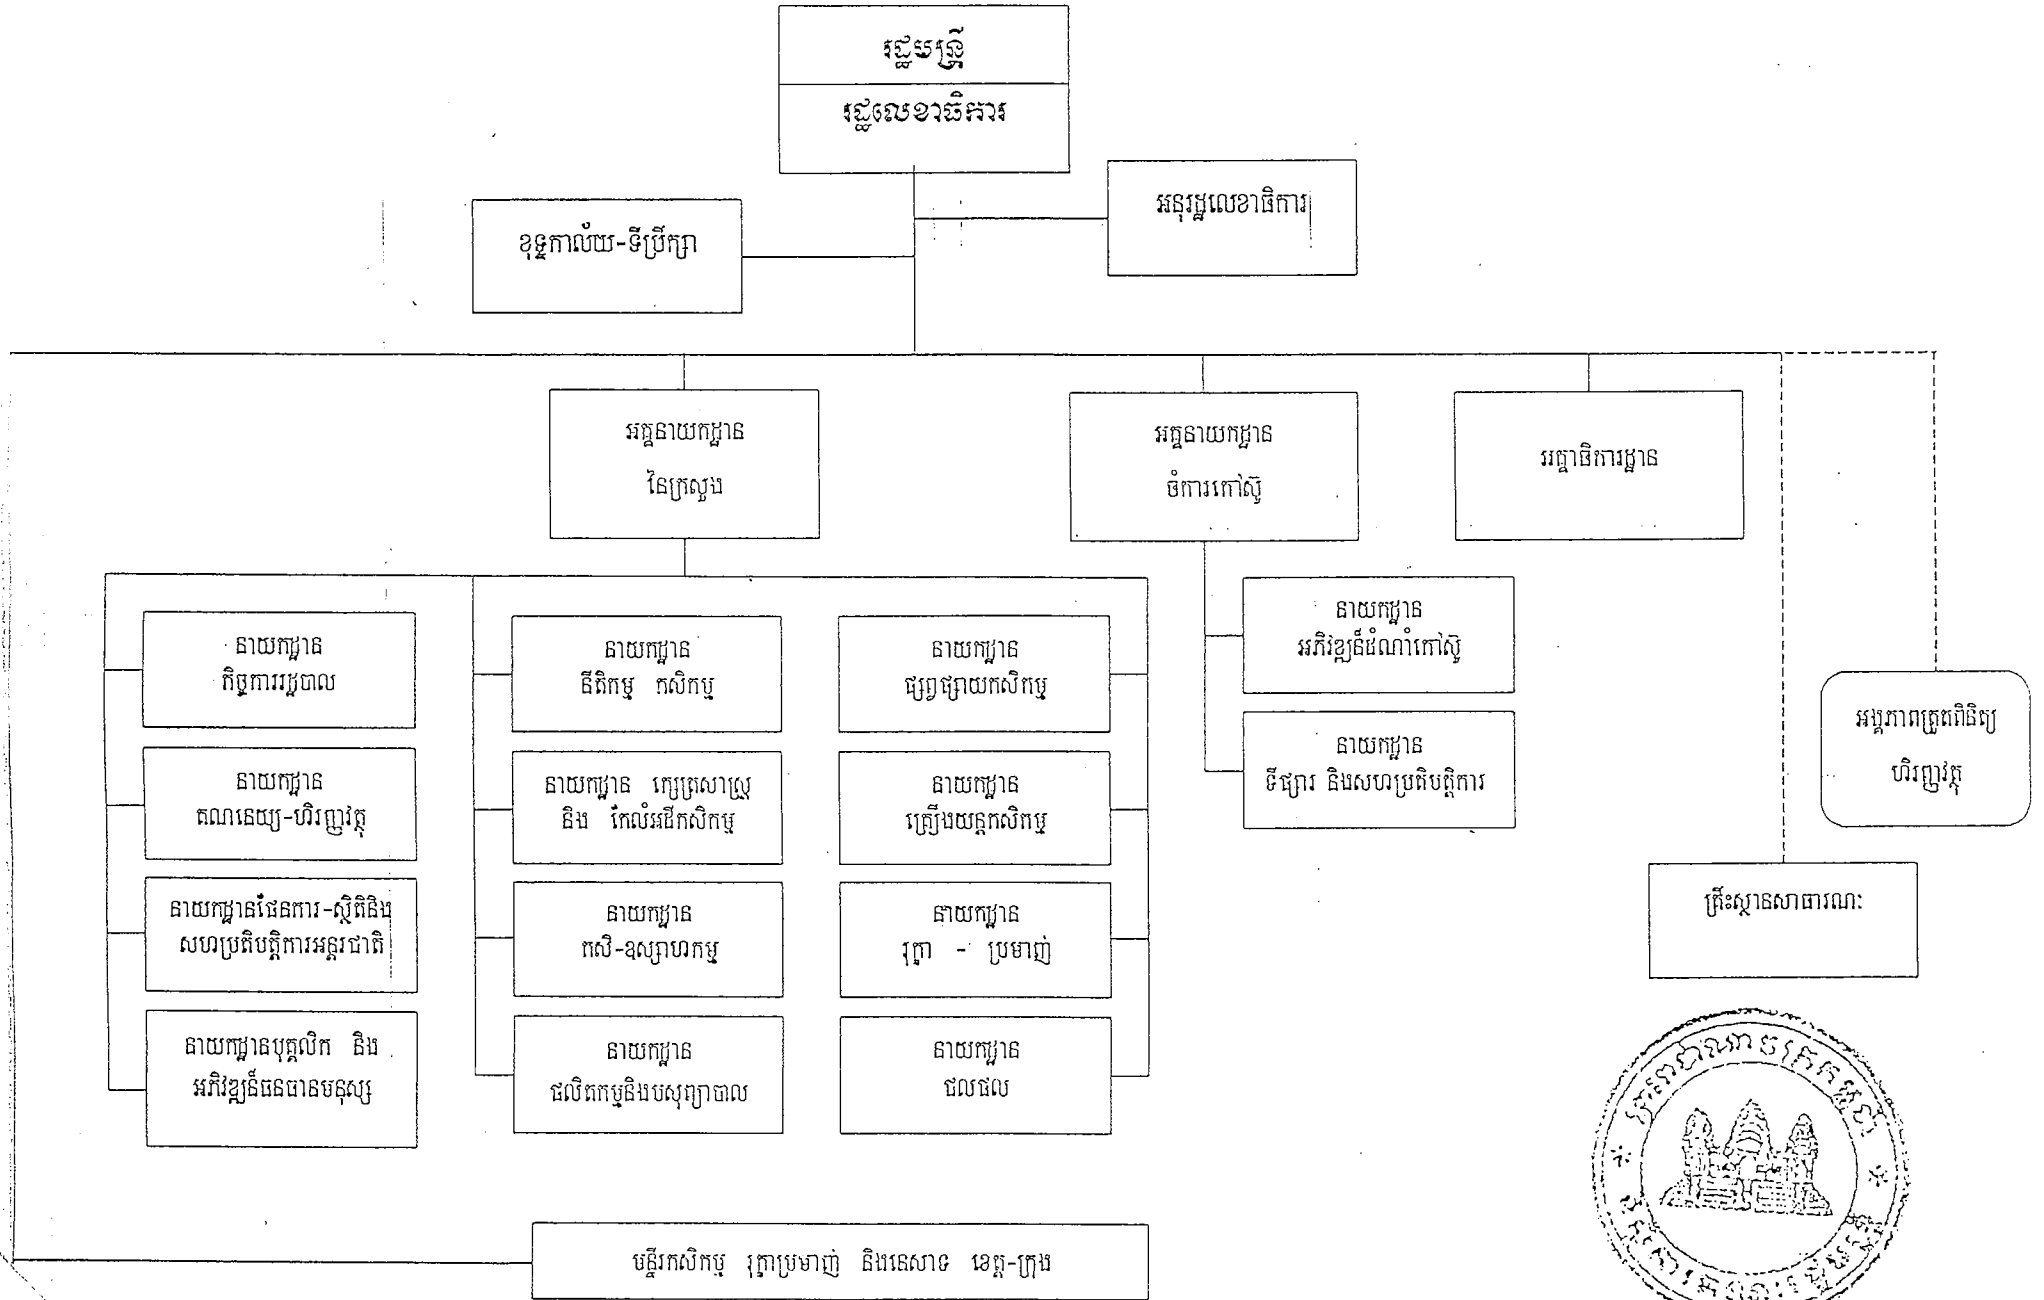 រដ្ឋមន្ត្រី
រដ្ឋលេខាធិការ
អនុរដ្ឋលេខាធិការ
ខុទ្ទកាល័យ-ទីប្រឹក្សា
អគ្គនាយកដ្ឋាន
នៃក្រសួង
អគ្គនាយកដ្ឋាន
ចំការកៅស៊ូ
អគ្គាធិការដ្ឋាន
នាយកដ្ឋាន
កិច្ចការរដ្ឋបាល
នាយកដ្ឋាន
គណនេយ្យ-ហិរញ្ញវត្ថុ
នាយកដ្ឋានផែនការ-ស្ថិតិនិង
សហប្រតិបត្តិការអន្តរជាតិ
នាយកដ្ឋានបុគ្គលិក និង
អភិវឌ្ឍន៏ធនធានមនុស្ស
នាយកដ្ឋាន
នីតិកម្ម កសិកម្ម
នាយកដ្ឋាន ក្សេត្រសាស្ត្រ
និង កែលំអដីកសិកម្ម
នាយកដ្ឋាន
កសិ-ឧស្សាហកម្ម
នាយកដ្ឋាន
ផលិតកម្មនិងបសុព្យាបាល
នាយកដ្ឋាន
ផ្សព្វផ្សាយកសិកម្ម
នាយកដ្ឋាន
គ្រឿងយន្តកសិកម្ម
នាយកដ្ឋាន
រុក្ខា - ប្រមាញ់
នាយកដ្ឋាន
ជលផល
នាយកដ្ឋាន
អភិវឌ្ឍន៏ដំណាំកៅស៊ូ
នាយកដ្ឋាន
ទីផ្សារ និងសហប្រតិបត្តិការ
អង្គភាពត្រួតពិនិត្យ
ហិរញ្ញវត្ថុ
គ្រឹះស្ថានសាធារណៈ
មន្ទីរកសិកម្ម រុក្ខាប្រមាញ់ និងនេសាទ ខេត្ត-ក្រុង
ព្រះរាជាណាចក្រកម្ពុជា